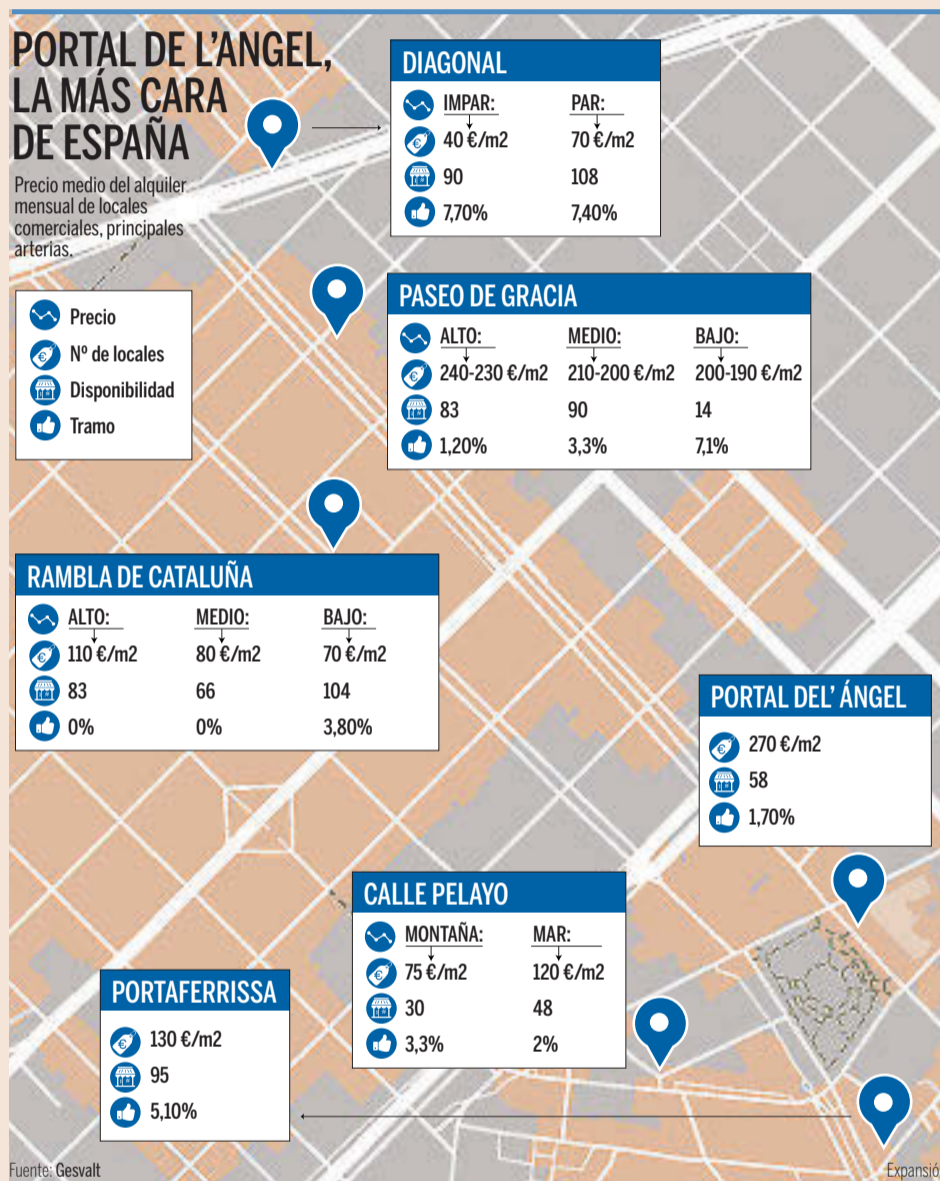 PORTAL DE L'ANGEL,
LA MÁS CARA
DE ESPAÑA
Precio medio del alquiler
mensual de locales
comerciales, principales
arterias.
Precio
Nº de locales
Disponibilidad
Tramo
DIAGONAL
IMPAR: PAR:
40 €/m2 70 €/m2
90 108
7,70% 7,40%
PASEO DE GRACIA
ALTO: MEDIO: BAJO:
240-230 €/m2 210-200 €/m2 200-190 €/m2
83 90 14
1,20% 3,3% 7,1%
RAMBLA DE CATALUÑA
ALTO: MEDIO: BAJO:
110 €/m2 80 €/m2 70 €/m2
83 66 104
0% 0% 3,80%
PORTAL DEL' ÁNGEL
270 €/m2
58
1,70%
CALLE PELAYO
MONTAÑA: MAR:
75 €/m2 120 €/m2
30 48
3,3% 2%
PORTAFERRISSA
130 €/m2
95
5,10%
Fuente: Gesvalt
Expansió